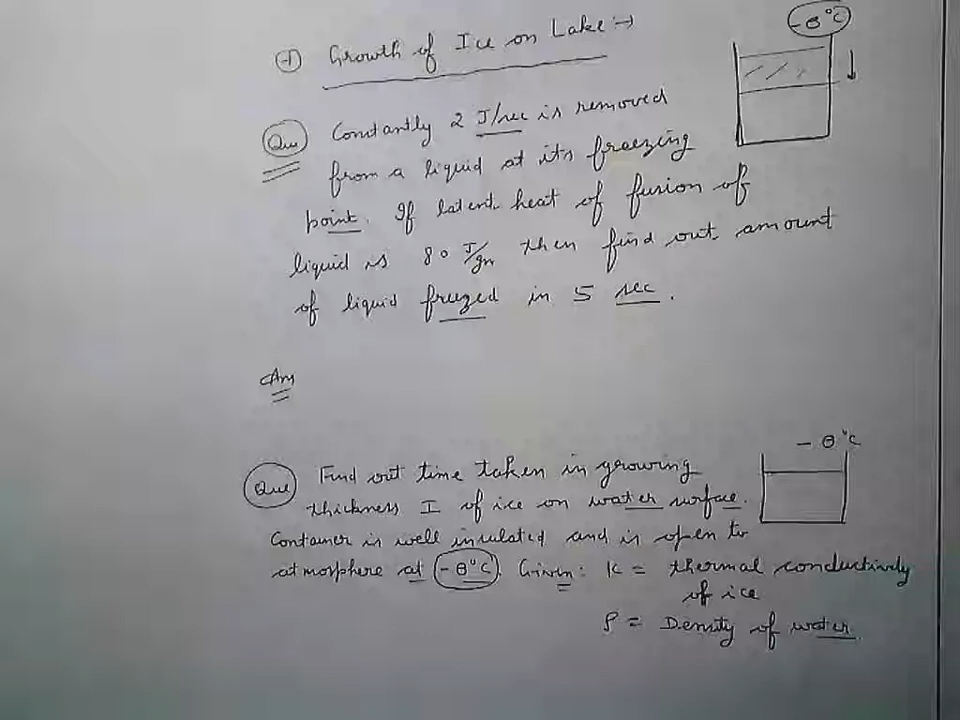 ① Growth of Ice on Lake :→
-θ°C
Que Constantly 2 J/sec is removed
from a liquid at its freezing
point. If latent heat of fusion of
liquid is 80 J/gm then find out amount
of liquid freezed in 5 sec.
Ans
-θ°C
Que Find out time taken in growing
thickness I of ice on water surface.
Container is well insulated and is open to
atmosphere at -θ°C. Given: K = thermal conductivity
of ice
ρ = Density of water